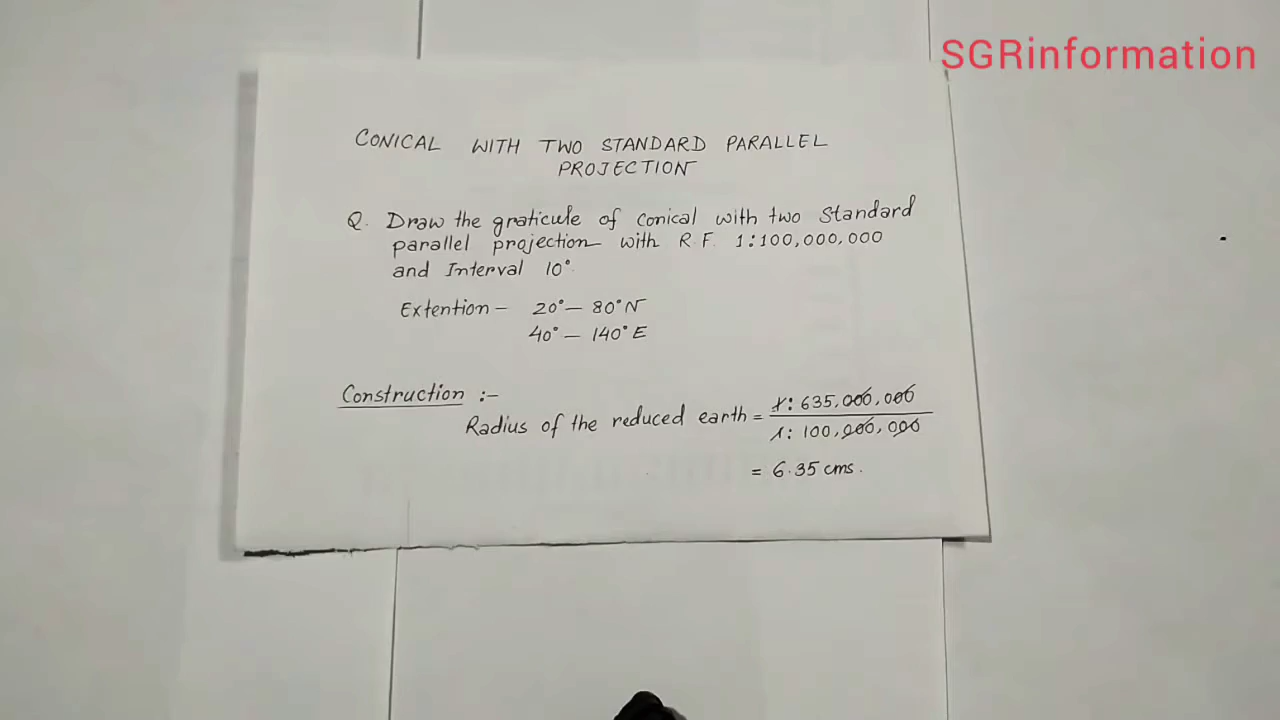 SGRinformation
CONICAL WITH TWO STANDARD PARALLEL
PROJECTION
Q. Draw the graticule of Conical with two Standard
parallel projection with R.F. 1:100,000,000
and Interval 10°.
Extention - 20° - 80° N
40° - 140° E
Construction :-
Radius of the reduced earth = 1: 635,000,000
1: 100,000,000
= 6.35 cms.